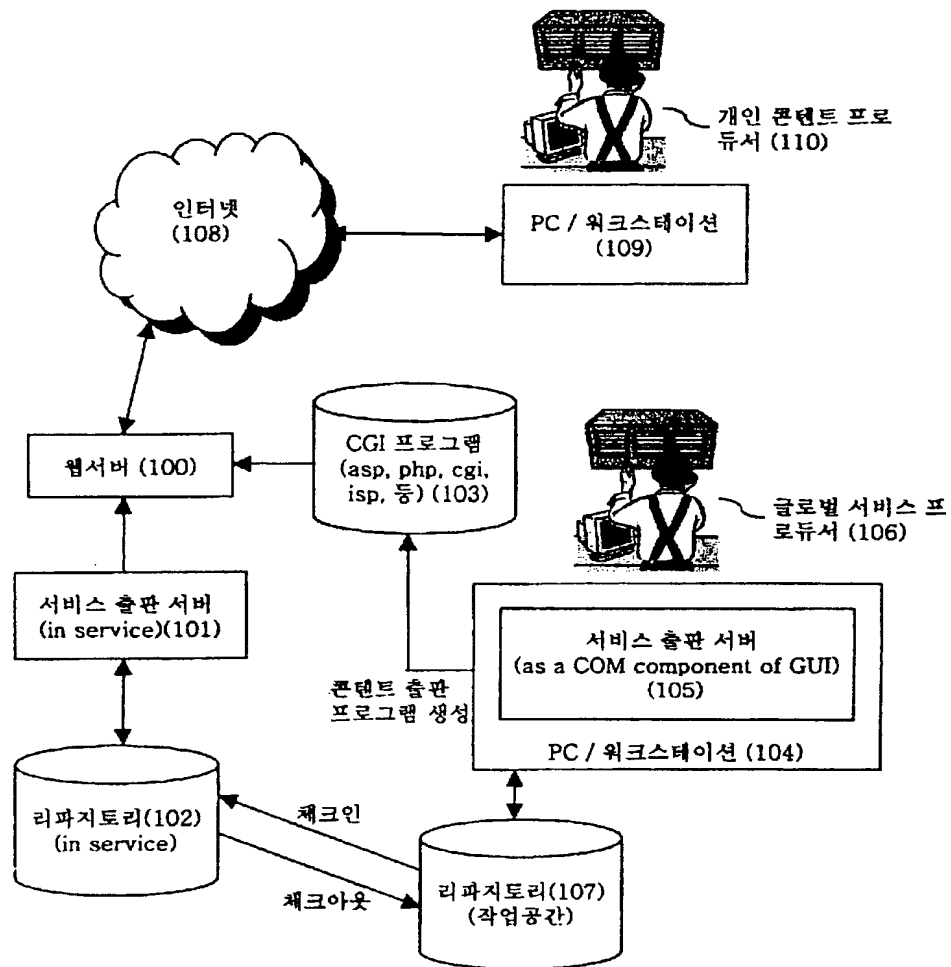 개인 콘텐트 프로
듀서 (110)
인터넷
(108)
PC / 워크스테이션
(109)
CGI 프로그램
(asp, php, cgi,
isp, 등) (103)
웹서버 (100)
글로벌 서비스 프
로듀서 (106)
서비스 출판 서버
(in service)(101)
서비스 출판 서버
(as a COM component of GUI)
(105)
콘텐트 출판
프로그램 생성
PC / 워크스테이션 (104)
리파지토리(102)
(in service)
채크인
채크아웃
리파지토리(107)
(작업공간)